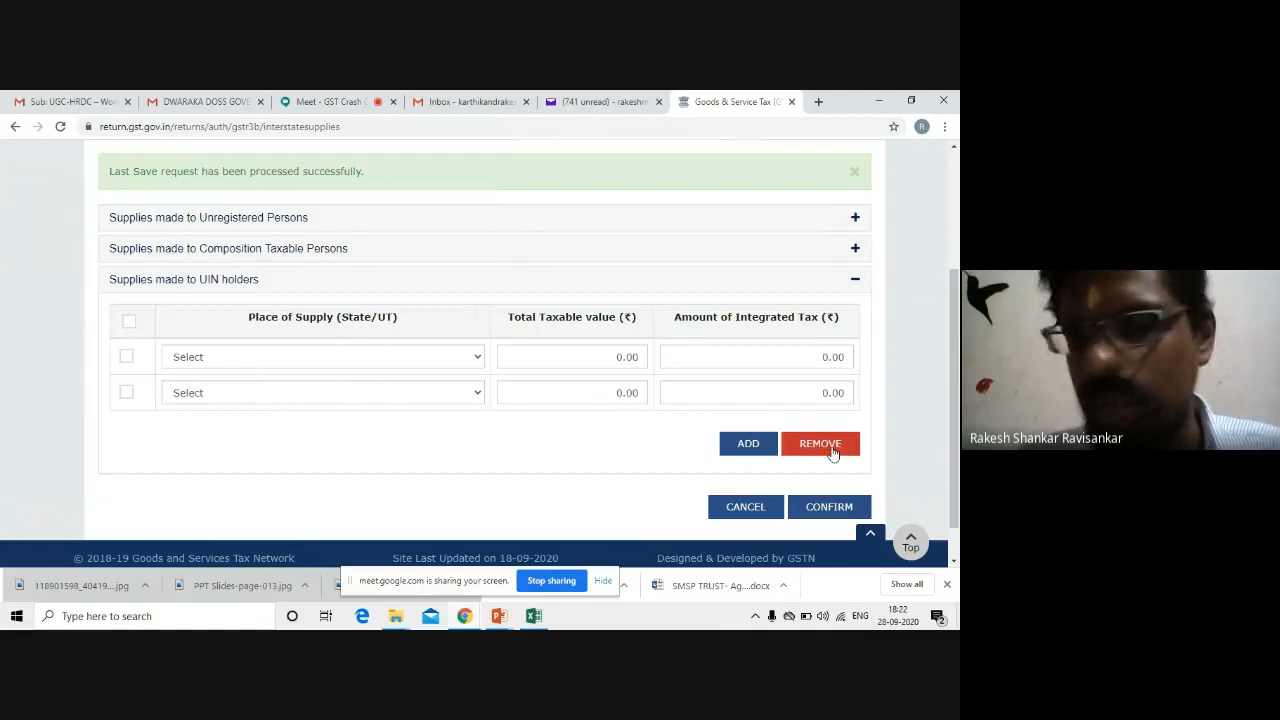 Sub: UGC-HRDC – Wor
DWARAKA DOSS GOVE
Meet - GST Crash C
Inbox - karthikandrakes
(741 unread) - rakeshm
Goods & Service Tax (G
return.gst.gov.in/returns/auth/gstr3b/interstatesupplies
R
Last Save request has been processed successfully.
Supplies made to Unregistered Persons
Supplies made to Composition Taxable Persons
Supplies made to UIN holders
Place of Supply (State/UT) Total Taxable value (₹) Amount of Integrated Tax (₹)
Select 0.00 0.00
Select 0.00 0.00
ADD REMOVE
Rakesh Shankar Ravisankar
CANCEL CONFIRM
Top
© 2018-19 Goods and Services Tax Network Site Last Updated on 18-09-2020 Designed & Developed by GSTN
118901598_40419....jpg PPT Slides-page-013.jpg meet.google.com is sharing your screen. Stop sharing Hide SMSP TRUST- Ag....docx Show all
Type here to search ENG 18:22
28-09-2020 2